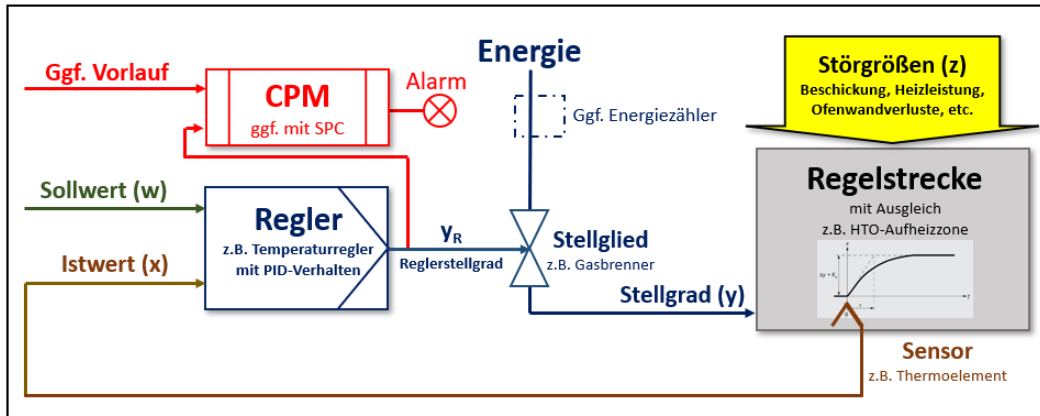 Ggf. Vorlauf
CPM
ggf. mit SPC
Alarm
Energie
Ggf. Energiezähler
Störgrößen (z)
Beschickung, Heizleistung,
Ofenwandverluste, etc.
Sollwert (w)
Istwert (x)
Regler
z.B. Temperaturregler
mit PID-Verhalten
yR
Reglerstellgrad
Stellglied
z.B. Gasbrenner
Stellgrad (y)
Regelstrecke
mit Ausgleich
z.B. HTO-Aufheizzone
0
t
Sensor
z.B. Thermoelement